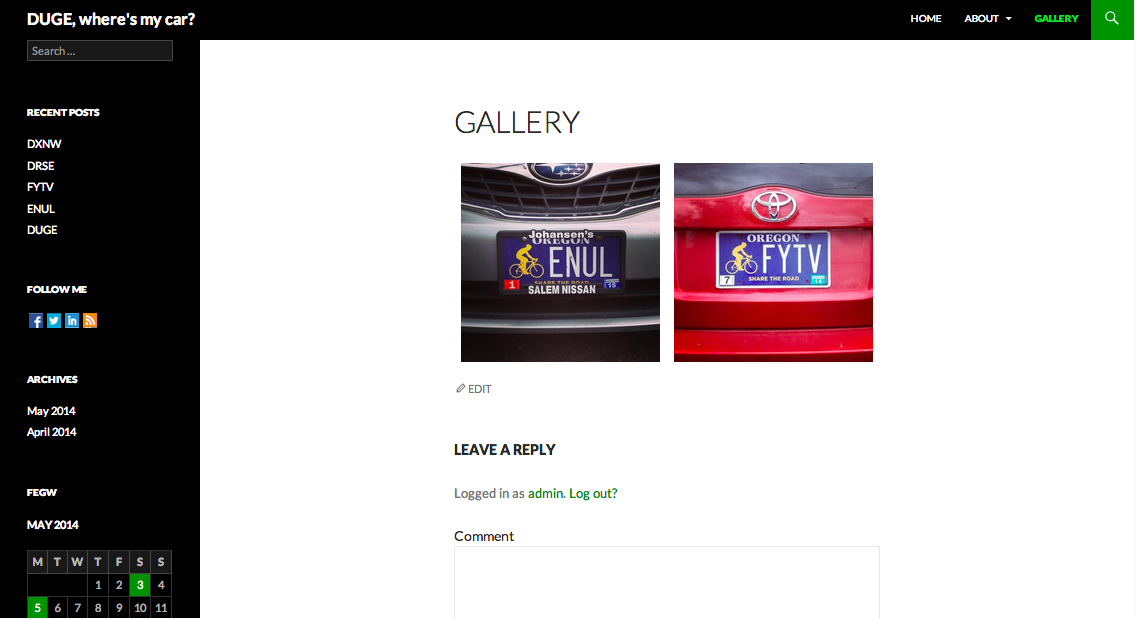 DUGE, where's my car?
HOME ABOUT GALLERY
Search ...
RECENT POSTS
DXNW
DRSE
FYTV
ENUL
DUGE
FOLLOW ME
ARCHIVES
May 2014
April 2014
FEGW
MAY 2014
M T W T F S S
1 2 3 4
5 6 7 8 9 10 11
GALLERY
Johansen's
OREGON
ENUL
SHARE THE ROAD
1 15
SALEM NISSAN
OREGON
FYTV
7 SHARE THE ROAD 14
EDIT
LEAVE A REPLY
Logged in as admin. Log out?
Comment